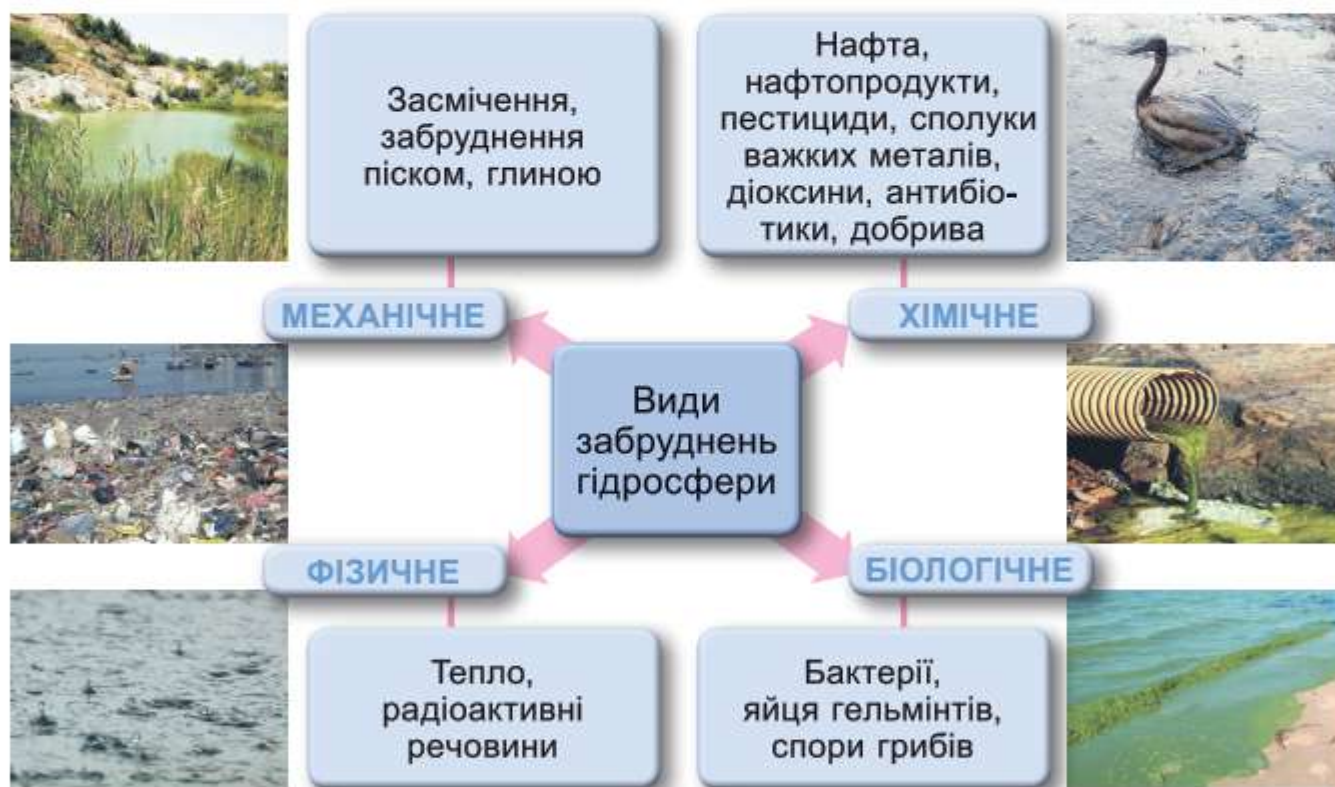 Засмічення,
забруднення
піском, глиною
Нафта,
нафтопродукти,
пестициди, сполуки
важких металів,
діоксини, антибіо-
тики, добрива
МЕХАНІЧНЕ
ХІМІЧНЕ
Види
забруднень
гідросфери
ФІЗИЧНЕ
БІОЛОГІЧНЕ
Тепло,
радіоактивні
речовини
Бактерії,
яйця гельмінтів,
спори грибів